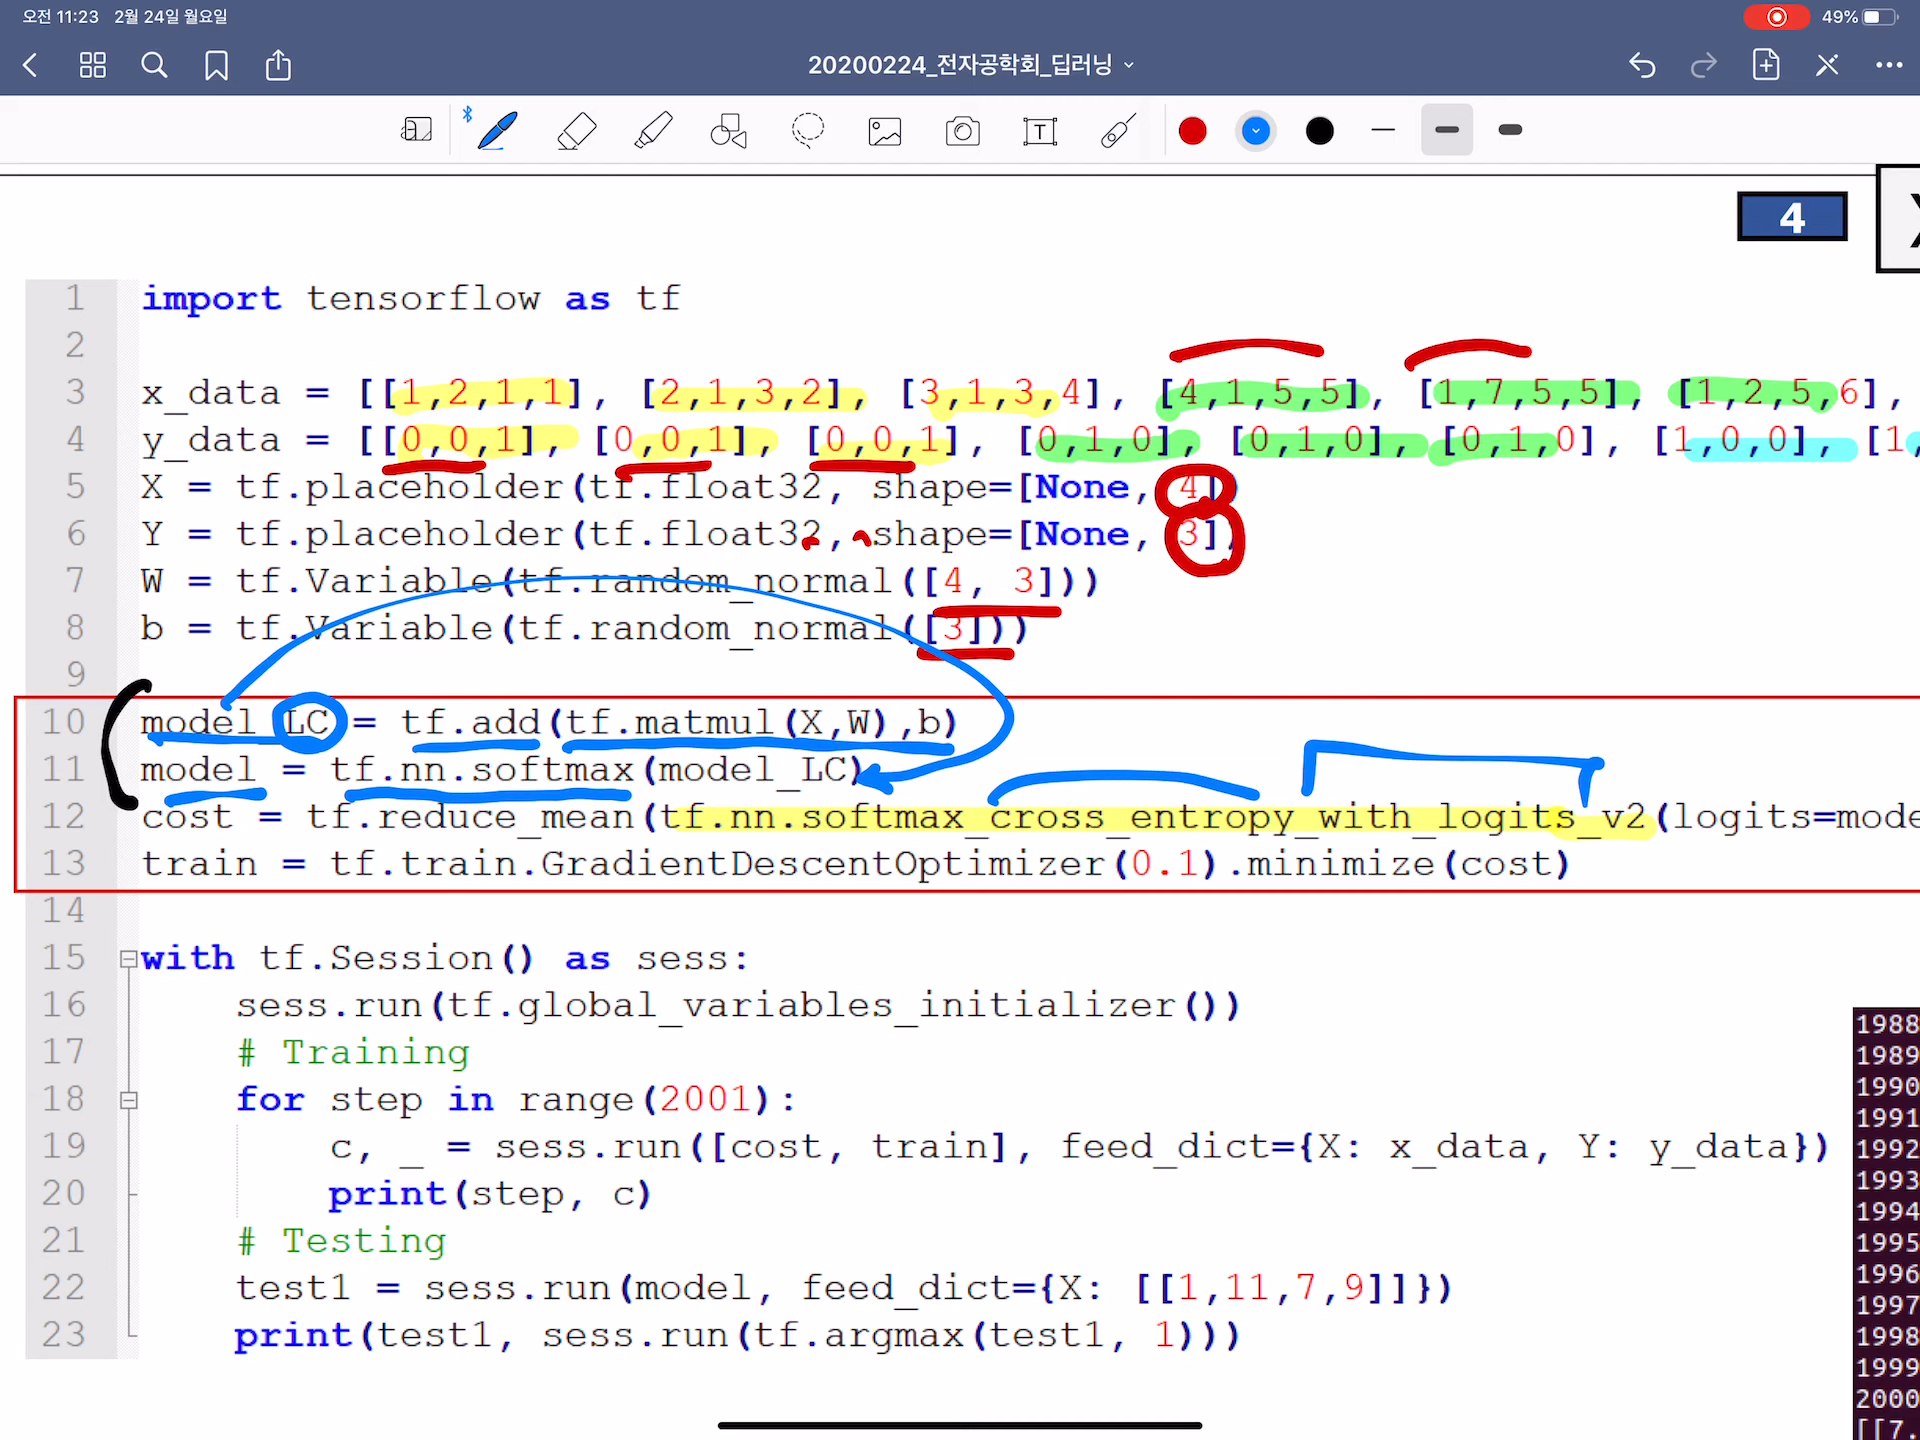 오전 11:23 2월 24일 월요일
49%
20200224_전자공학회_딥러닝
4
1 import tensorflow as tf
2
3 x_data = [[1,2,1,1], [2,1,3,2], [3,1,3,4], [4,1,5,5], [1,7,5,5], [1,2,5,6],
4 y_data = [[0,0,1], [0,0,1], [0,0,1], [0,1,0], [0,1,0], [0,1,0], [1,0,0], [1,
5 X = tf.placeholder(tf.float32, shape=[None, 4])
6 Y = tf.placeholder(tf.float32, shape=[None, 3])
7 W = tf.Variable(tf.random_normal([4, 3]))
8 b = tf.Variable(tf.random_normal([3]))
9
10 model_LC = tf.add(tf.matmul(X,W),b)
11 model = tf.nn.softmax(model_LC)
12 cost = tf.reduce_mean(tf.nn.softmax_cross_entropy_with_logits_v2(logits=mode
13 train = tf.train.GradientDescentOptimizer(0.1).minimize(cost)
14
15 with tf.Session() as sess:
16 sess.run(tf.global_variables_initializer())
17 # Training
18 for step in range(2001):
19 c, _ = sess.run([cost, train], feed_dict={X: x_data, Y: y_data})
20 print(step, c)
21 # Testing
22 test1 = sess.run(model, feed_dict={X: [[1,11,7,9]]})
23 print(test1, sess.run(tf.argmax(test1, 1)))
1988
1989
1990
1991
1992
1993
1994
1995
1996
1997
1998
1999
2000
[[7.